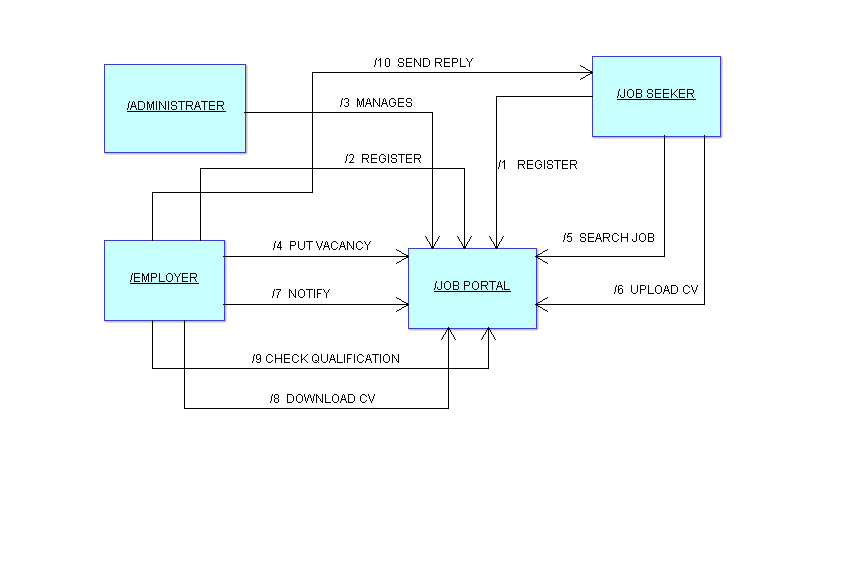 /10 SEND REPLY
/ADMINISTRATER
/3 MANAGES
/JOB SEEKER
/2 REGISTER
/1 REGISTER
/4 PUT VACANCY
/5 SEARCH JOB
/EMPLOYER
/JOB PORTAL
/7 NOTIFY
/6 UPLOAD CV
/9 CHECK QUALIFICATION
/8 DOWNLOAD CV